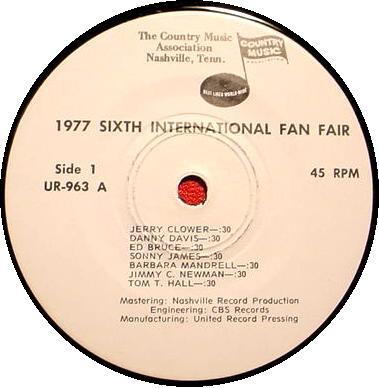 The Country Music
Association
Nashville, Tenn.
COUNTRY
MUSIC
ASSOCIATION
BEST LIKED WORLD-WIDE
1977 SIXTH INTERNATIONAL FAN FAIR
Side 1
UR-963 A
45 RPM
JERRY CLOWER—:30
DANNY DAVIS—:30
ED BRUCE—:30
SONNY JAMES—:30
BARBARA MANDRELL—:30
JIMMY C. NEWMAN—:30
TOM T. HALL—:30
Mastering: Nashville Record Production
Engineering: CBS Records
Manufacturing: United Record Pressing